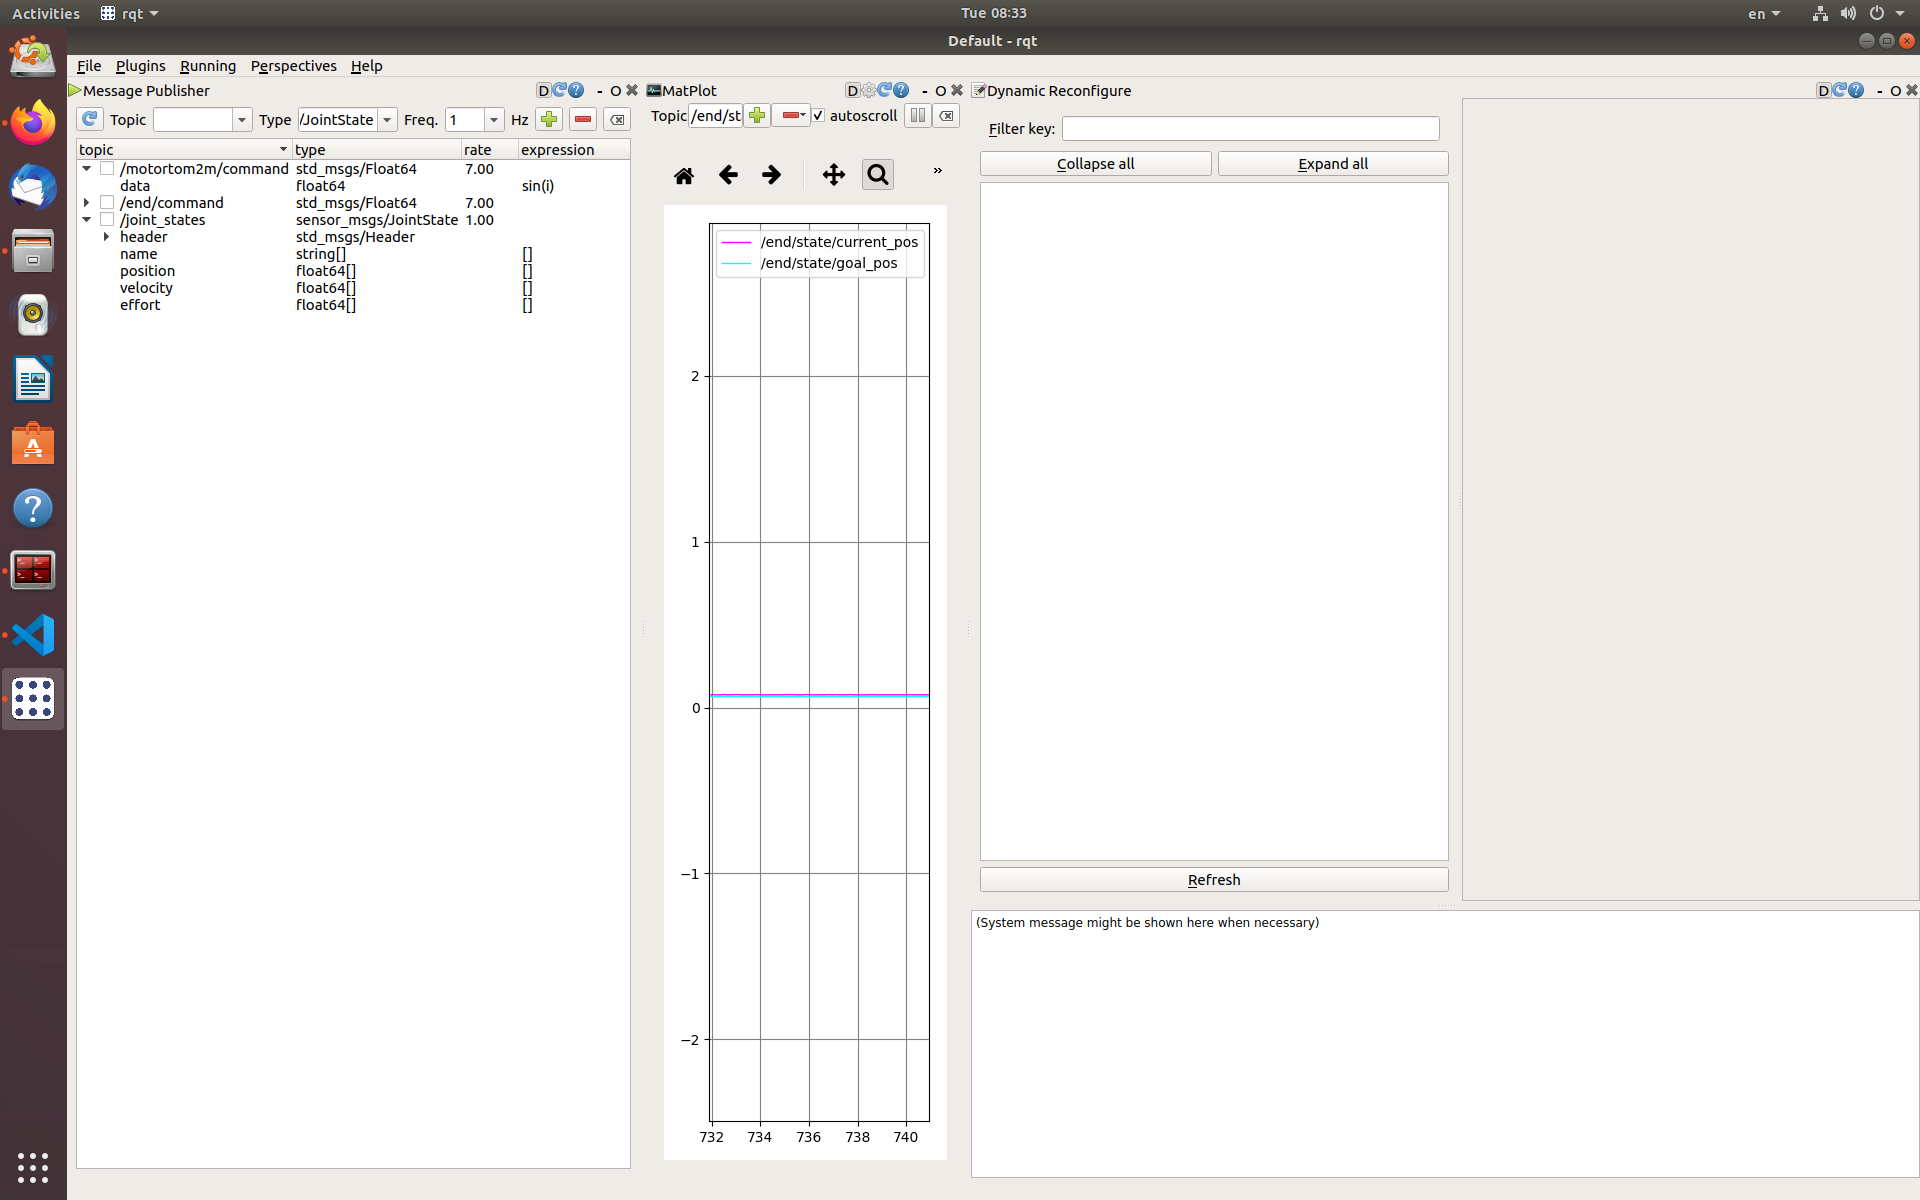 Activities rqt Tue 08:33 en
Default - rqt
File Plugins Running Perspectives Help
Message Publisher D ? - O MatPlot D ? - O Dynamic Reconfigure D ? - O
Topic Type /JointState Freq. 1 Hz
Topic /end/st autoscroll
Filter key:
Collapse all Expand all
topic type rate expression
/motortom2m/command std_msgs/Float64 7.00
data float64 sin(i)
/end/command std_msgs/Float64 7.00
/joint_states sensor_msgs/JointState 1.00
header std_msgs/Header
name string[] []
position float64[] []
velocity float64[] []
effort float64[] []
»
/end/state/current_pos
/end/state/goal_pos
2
1
0
−1
−2
732 734 736 738 740
Refresh
(System message might be shown here when necessary)